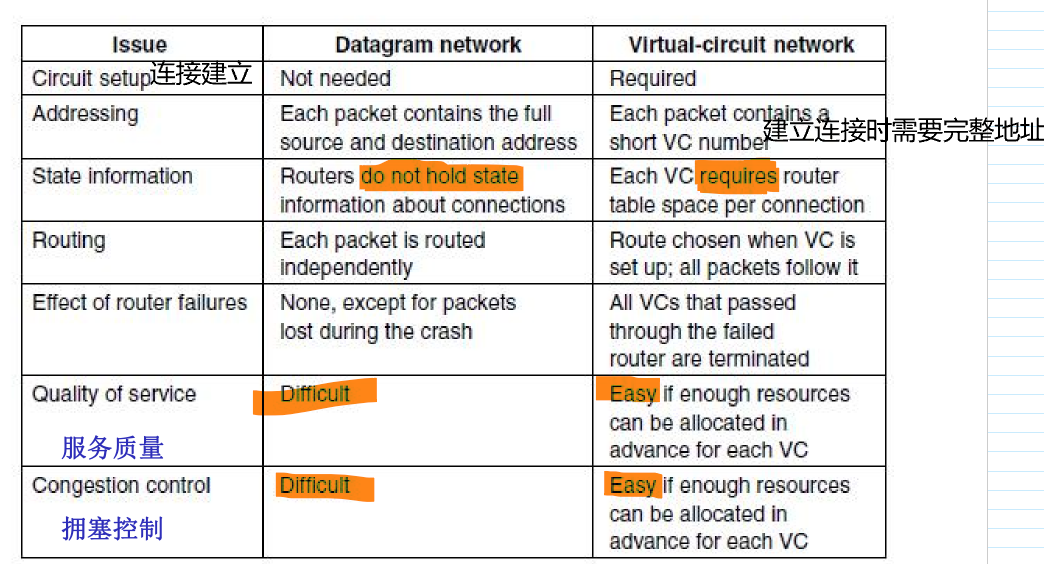 Issue Datagram network Virtual-circuit network
Circuit setup 连接建立 Not needed Required
Addressing Each packet contains the full Each packet contains a
source and destination address short VC number 建立连接时需要完整地址
State information Routers do not hold state Each VC requires router
information about connections table space per connection
Routing Each packet is routed Route chosen when VC is
independently set up; all packets follow it
Effect of router failures None, except for packets All VCs that passed
lost during the crash through the failed
router are terminated
Quality of service Difficult Easy if enough resources
can be allocated in
服务质量 advance for each VC
Congestion control Difficult Easy if enough resources
拥塞控制 can be allocated in
advance for each VC